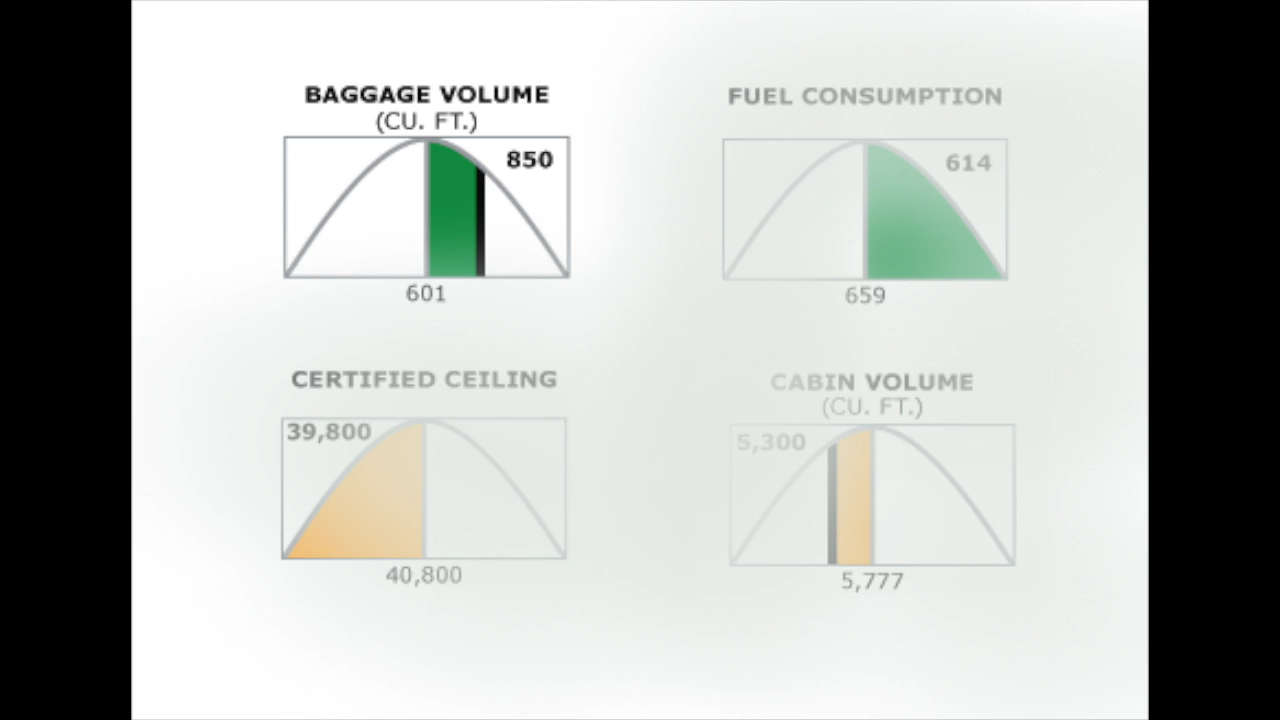 BAGGAGE VOLUME
(CU. FT.)
850
601
FUEL CONSUMPTION
614
659
CERTIFIED CEILING
39,800
40,800
CABIN VOLUME
(CU. FT.)
5,300
5,777